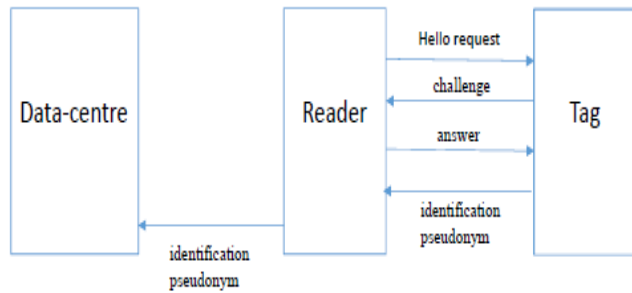 Hello request
challenge
Data-centre
Reader
Tag
answer
identification
pseudonym
identification
pseudonym